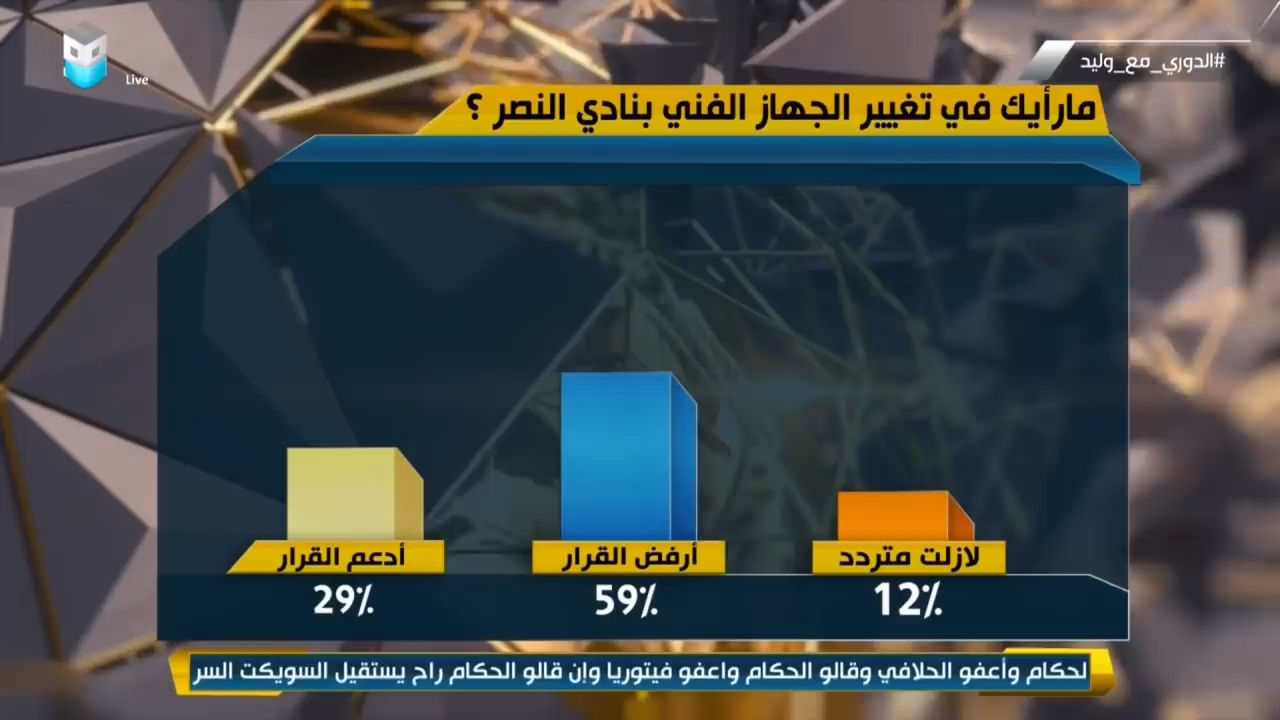 #الدوري_مع_وليد
Live
مارأيك في تغيير الجهاز الفني بنادي النصر ؟
لازلت متردد
أرفض القرار
أدعم القرار
12٪
59٪
29٪
لحكام وأعفو الحلافي وقالو الحكام واعفو فيتوريا وإن قالو الحكام راح يستقيل السويكت السر